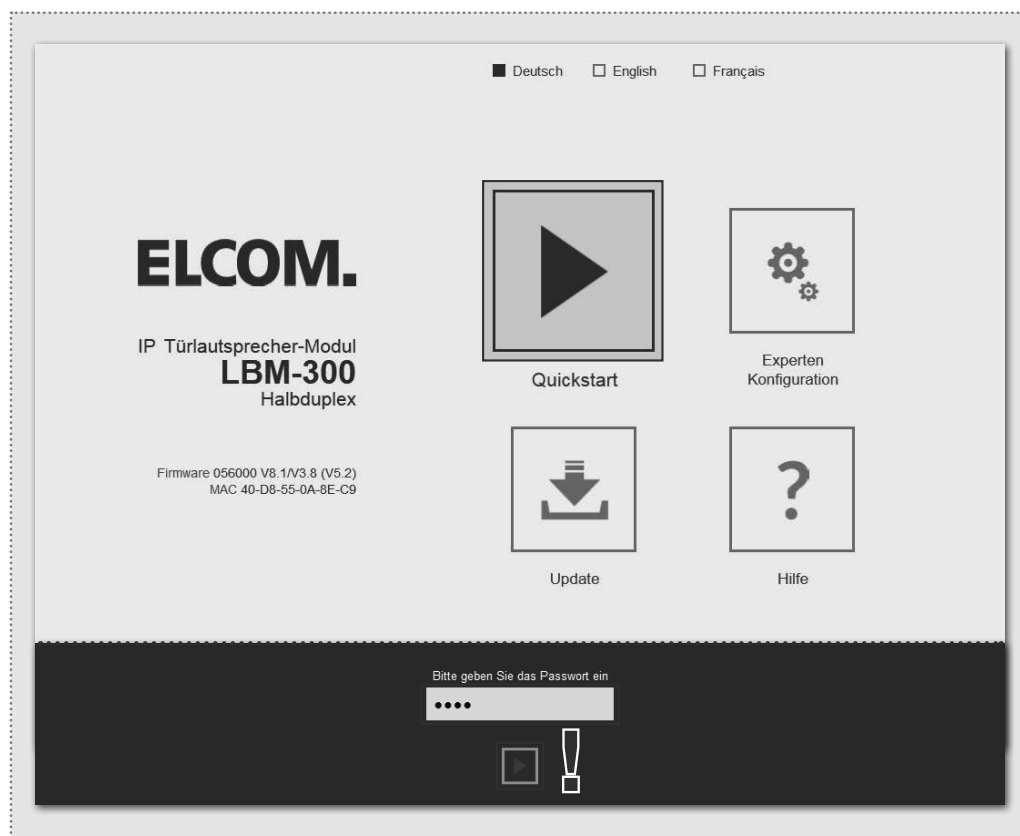 Deutsch English Français
ELCOM.
IP Türlautsprecher-Modul
LBM-300
Halbduplex
Firmware 056000 V8.1/V3.8 (V5.2)
MAC 40-D8-55-0A-8E-C9
Quickstart
Experten
Konfiguration
?
Update
Hilfe
Bitte geben Sie das Passwort ein
••••
!